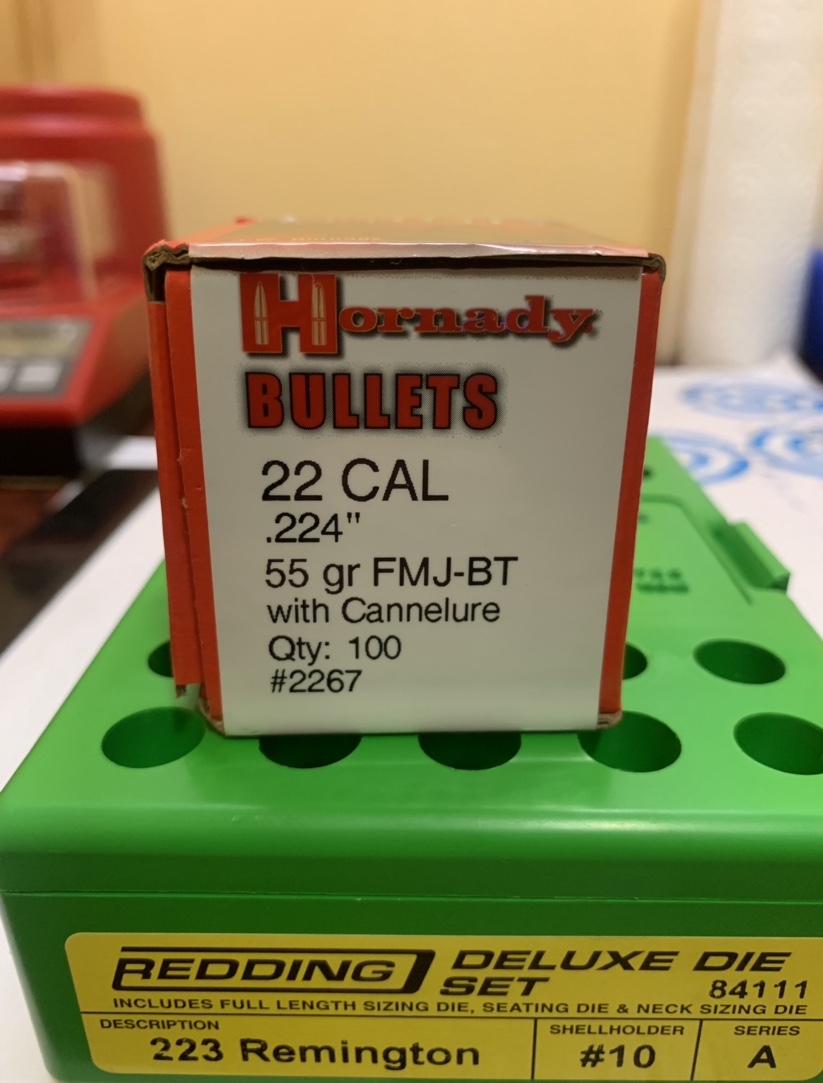 Hornady
BULLETS
22 CAL
.224"
55 gr FMJ-BT
with Cannelure
Qty: 100
#2267
REDDING DELUXE DIE
SET 84111
INCLUDES FULL LENGTH SIZING DIE, SEATING DIE & NECK SIZING DIE
DESCRIPTION SHELLHOLDER SERIES
223 Remington #10 A